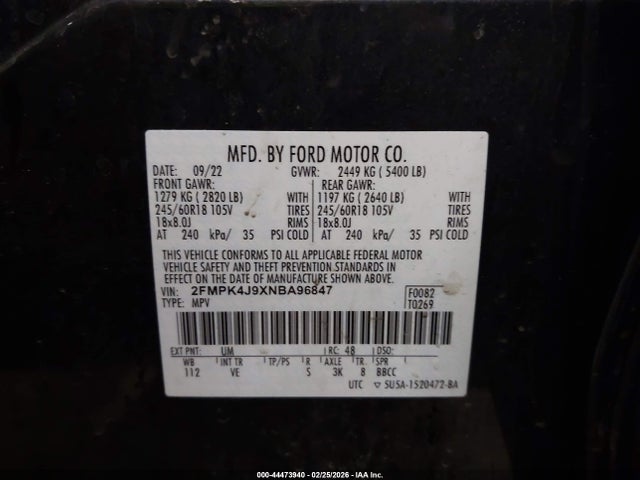 MFD. BY FORD MOTOR CO.
DATE: 09/22 GVWR: 2449 KG ( 5400 LB)
FRONT GAWR: REAR GAWR:
1279 KG ( 2820 LB) WITH 1197 KG ( 2640 LB) WITH
245/60R18 105V TIRES 245/60R18 105V TIRES
18x8.0J RIMS 18x8.0J RIMS
AT 240 kPa/ 35 PSI COLD AT 240 kPa/ 35 PSI COLD
THIS VEHICLE CONFORMS TO ALL APPLICABLE FEDERAL MOTOR
VEHICLE SAFETY AND THEFT PREVENTION STANDARDS IN
EFFECT ON THE DATE OF MANUFACTURE SHOWN ABOVE.
VIN: 2FMPK4J9XNBA96847 F0082
TYPE: MPV T0269
EXT PNT: UM RC: 48 DSO:
WB INT TR TP/PS R AXLE TR SPR
112 VE S 3K 8 BBCC
UTC ▽ 5U5A-1520472-BA
000-44473940 - 02/25/2026 - IAA Inc.